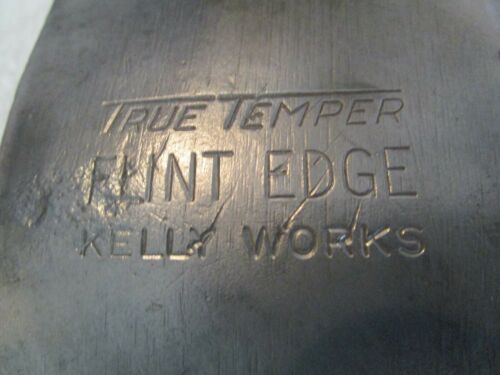 TRUE TEMPER
FLINT EDGE
KELLY WORKS